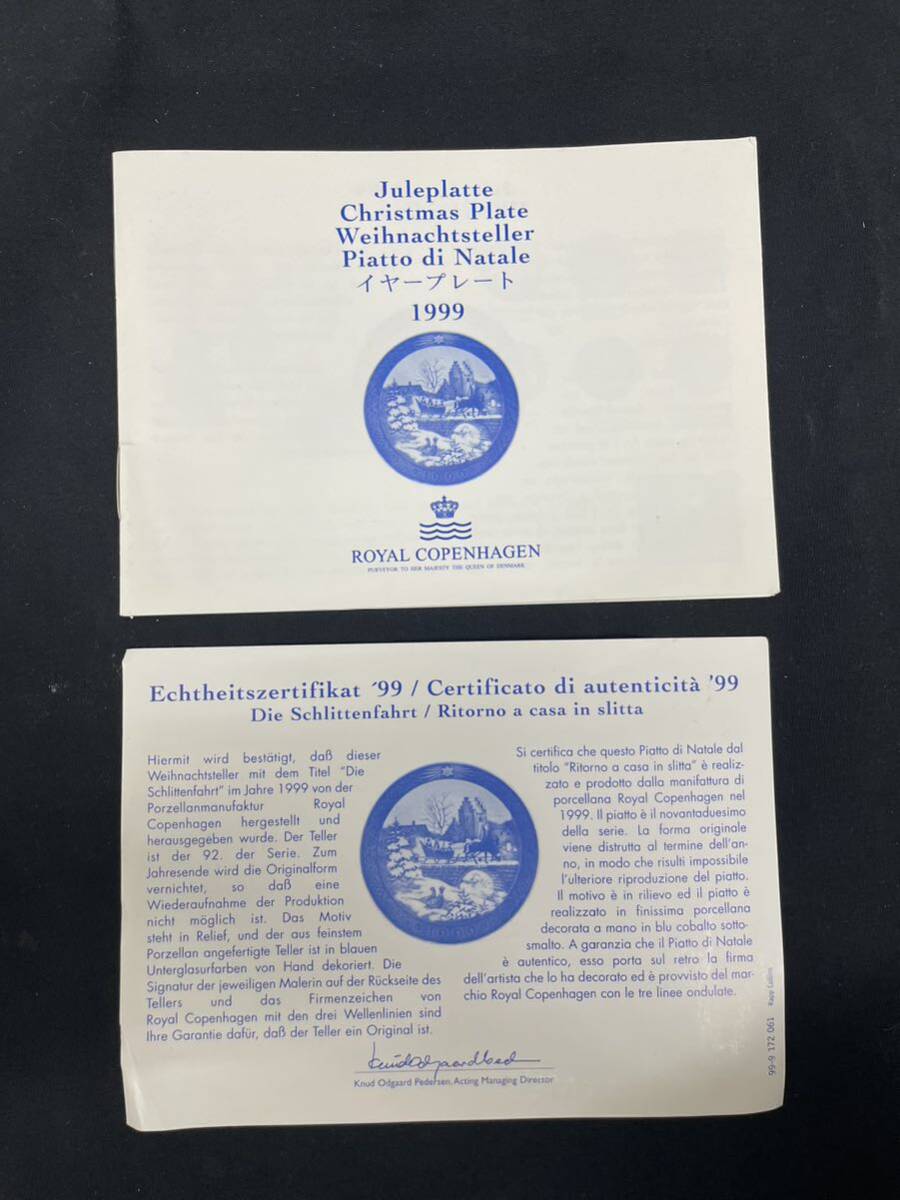 Juleplatte
Christmas Plate
Weihnachtsteller
Piatto di Natale
イヤープレート
1999
ROYAL COPENHAGEN
PURVEYOR TO HER MAJESTY THE QUEEN OF DENMARK
Echtheitszertifikat ´99 / Certificato di autenticità '99
Die Schlittenfahrt / Ritorno a casa in slitta
Hiermit wird bestätigt, daß dieser
Weihnachtsteller mit dem Titel "Die
Schlittenfahrt" im Jahre 1999 von der
Porzellanmanufaktur Royal
Copenhagen hergestellt und
herausgegeben wurde. Der Teller
ist der 92. der Serie. Zum
Jahresende wird die Originalform
vernichtet, so daß eine
Wiederaufnahme der Produktion
nicht möglich ist. Das Motiv
steht in Relief, und der aus feinstem
Porzellan angefertigte Teller ist in blauen
Unterglasurfarben von Hand dekoriert. Die
Signatur der jeweiligen Malerin auf der Rückseite des
Tellers und das Firmenzeichen von
Royal Copenhagen mit den drei Wellenlinien sind
Ihre Garantie dafür, daß der Teller ein Original ist.
Si certifica che questo Piatto di Natale dal
titolo "Ritorno a casa in slitta" è realiz-
zato e prodotto dalla manifattura di
porcellana Royal Copenhagen nel
1999. Il piatto è il novantaduesimo
della serie. La forma originale
viene distrutta al termine dell'an-
no, in modo che risulti impossibile
l'ulteriore riproduzione del piatto.
Il motivo è in rilievo ed il piatto è
realizzato in finissima porcellana
decorata a mano in blu cobalto sotto-
smalto. A garanzia che il Piatto di Natale
è autentico, esso porta sul retro la firma
dell'artista che lo ha decorato ed è provvisto del mar-
chio Royal Copenhagen con le tre linee ondulate.
Knud Odgaard Pedersen, Acting Managing Director
99-9 172 061 Rapp Collins